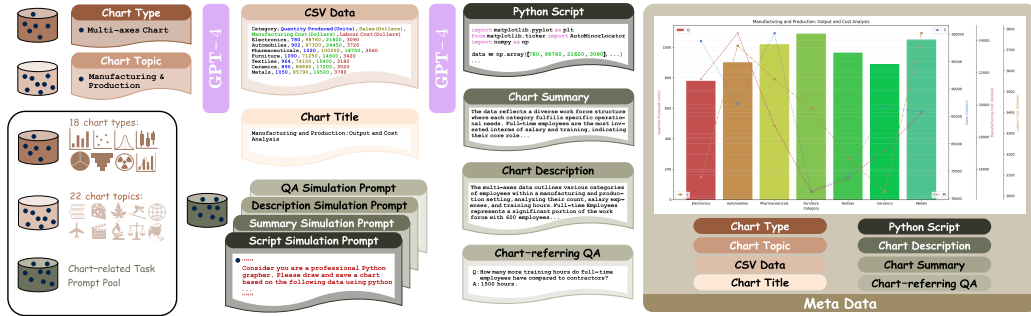 Chart Type
Multi-axes Chart
Chart Topic
Manufacturing &
Production
18 chart types:
22 chart topics:
Chart-related Task
Prompt Pool
GPT-4
CSV Data
Category,Quantity Produced(Units),Sales(Dollars),
Manufacturing Cost(Dollars),Labour Cost(Dollars)
Electronics,780,98760,21600,3090
Automobiles,902,87300,24450,3720
Pharmaceuticals,1020,100200,18700,3560
Furniture,1090,71250,14600,3420
Textiles,964,74150,15400,3180
Ceramics,890,86860,17200,3020
Metals,1050,85790,19500,3780
Chart Title
Manufacturing and Production:Output and Cost
Analysis
QA Simulation Prompt
Description Simulation Prompt
Summary Simulation Prompt
Script Simulation Prompt
"""
Consider you are a professional Python
grapher. Please draw and save a chart
based on the following data using python
...
"""
GPT-4
Python Script
import matplotlib.pyplot as plt
from matplotlib.ticker import AutoMinorLocator
import numpy as np
data = np.array([780, 98760, 21600, 3090], ...)
...
Chart Summary
The data reflects a diverse work force structure
where each category fulfills specific operatio-
nal needs. Full-time employees are the most inv-
ested interms of salary and training, indicating
their core role...
Chart Description
The multi-axes data outlines various categories
of employees within a manufacturing and produc-
tion setting, analyzing their count, salary exp-
enses, and training hours.Full-time Employees
represents a significant portion of the work
force with 600 employees...
Chart-referring QA
Q:How many more training hours do full-time
employees have compared to contractors?
A:1500 hours.
Manufacturing and Production: Output and Cost Analysis
Electronics
Automobiles
Pharmaceuticals
Furniture
Textiles
Ceramics
Metals
Category
Chart Type
Python Script
Chart Topic
Chart Description
CSV Data
Chart Summary
Chart Title
Chart-referring QA
Meta Data